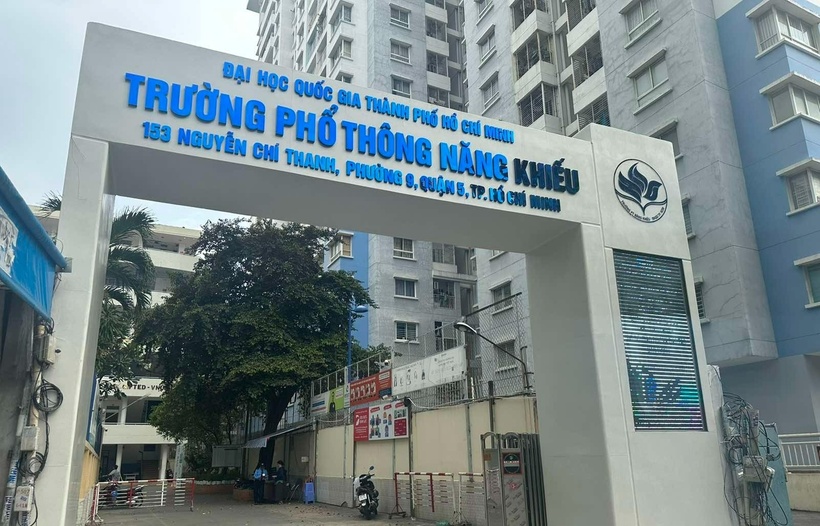 ĐẠI HỌC QUỐC GIA THÀNH PHỐ HỒ CHÍ MINH
TRƯỜNG PHỔ THÔNG NĂNG KHIẾU
153 NGUYỄN CHÍ THANH, PHƯỜNG 9, QUẬN 5, TP. HỒ CHÍ MINH